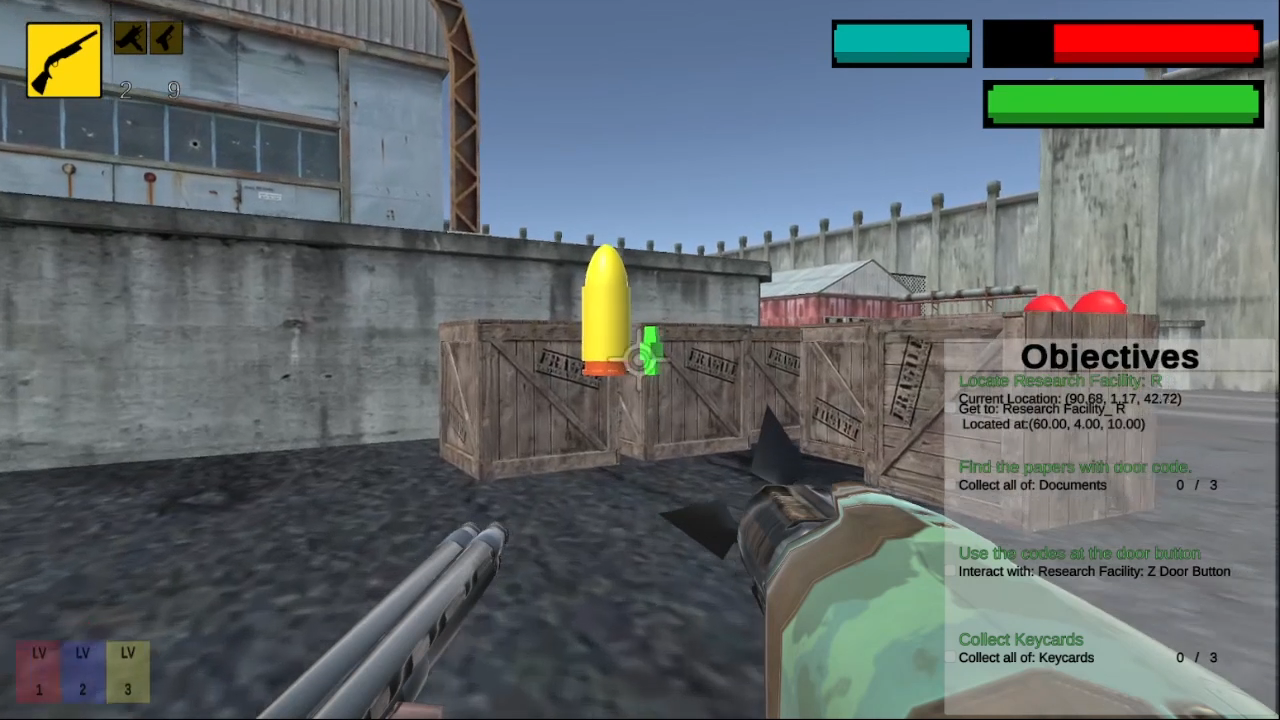 2 9
FRAGILE
FRAGILE
FRAGILE
FRAGILE
FRAGILE
Objectives
Locate Research Facility: R
Current Location: (90.68, 1.17, 42.72)
Get to: Research Facility_ R
Located at:(60.00, 4.00, 10.00)
Find the papers with door code.
Collect all of: Documents 0 / 3
Use the codes at the door button
Interact with: Research Facility: Z Door Button
Collect Keycards
Collect all of: Keycards 0 / 3
LV LV LV
1 2 3